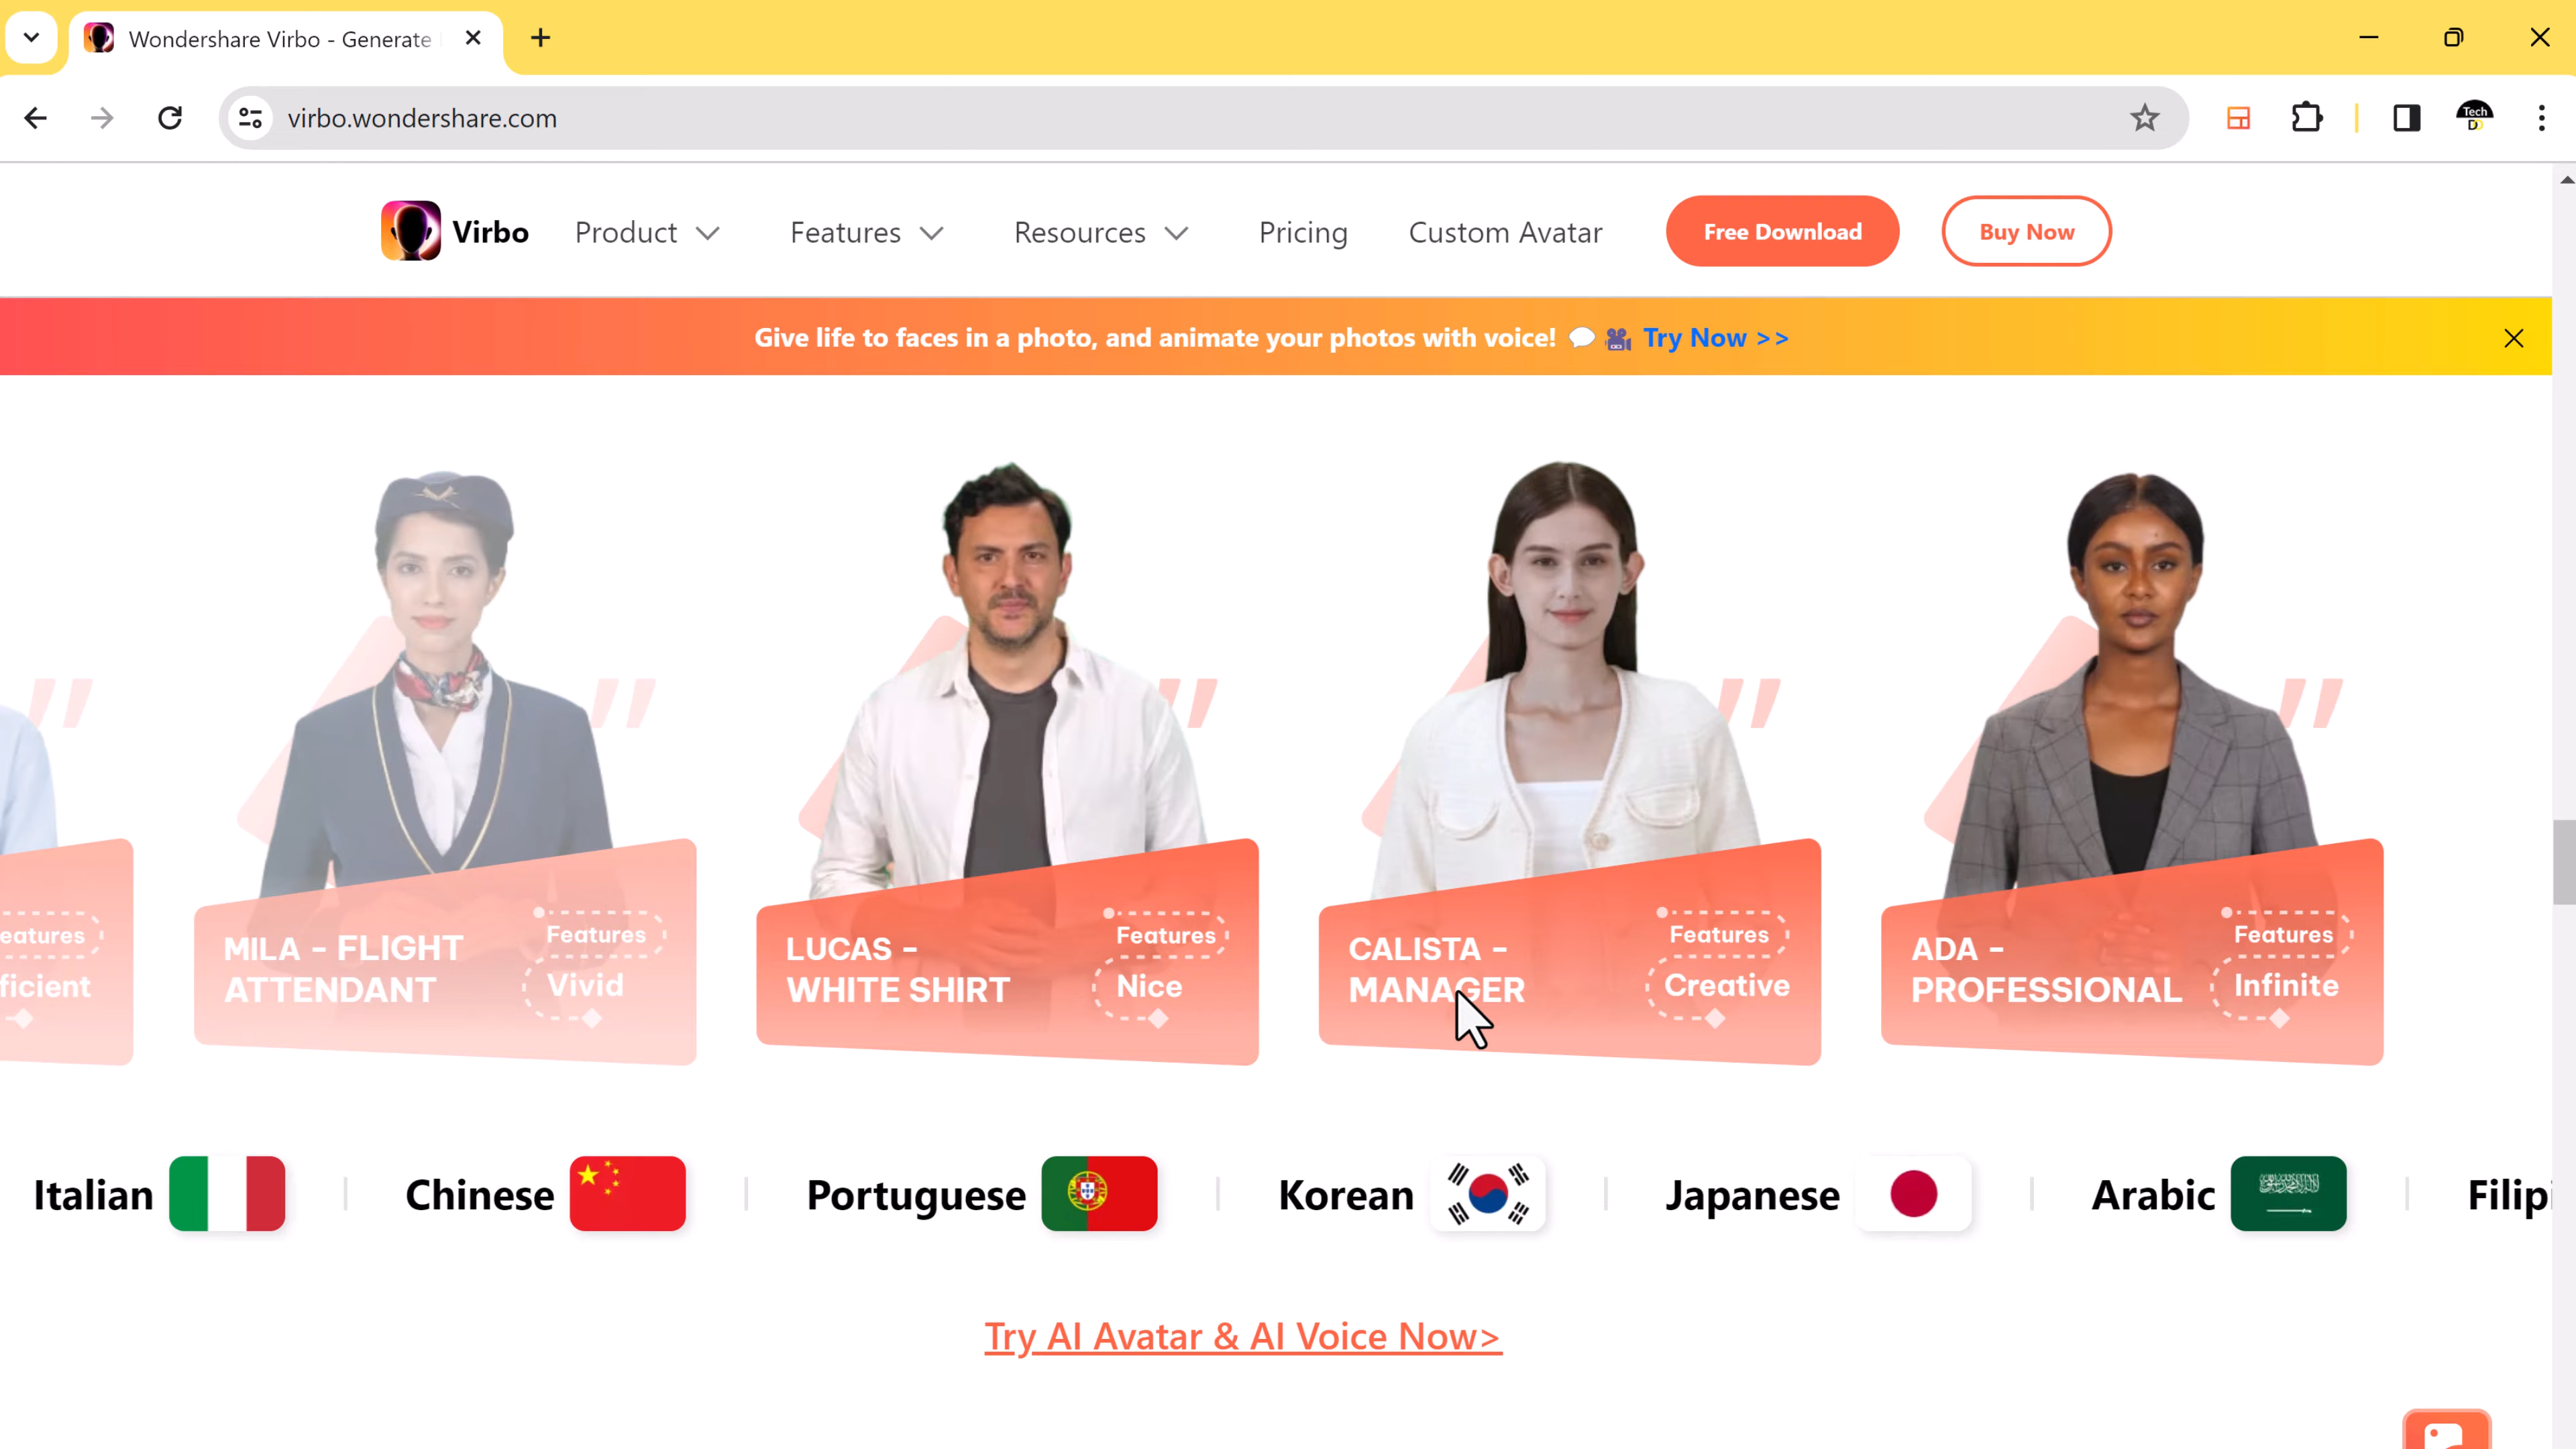 Wondershare Virbo - Generate
virbo.wondershare.com
Tech
D
Virbo
Product
Features
Resources
Pricing
Custom Avatar
Free Download
Buy Now
Give life to faces in a photo, and animate your photos with voice! Try Now >>
eatures
ficient
MILA - FLIGHT
ATTENDANT
Features
Vivid
LUCAS -
WHITE SHIRT
Features
Nice
CALISTA -
MANAGER
Features
Creative
ADA -
PROFESSIONAL
Features
Infinite
Italian
Chinese
Portuguese
Korean
Japanese
Arabic
Filipi
Try AI Avatar & AI Voice Now>